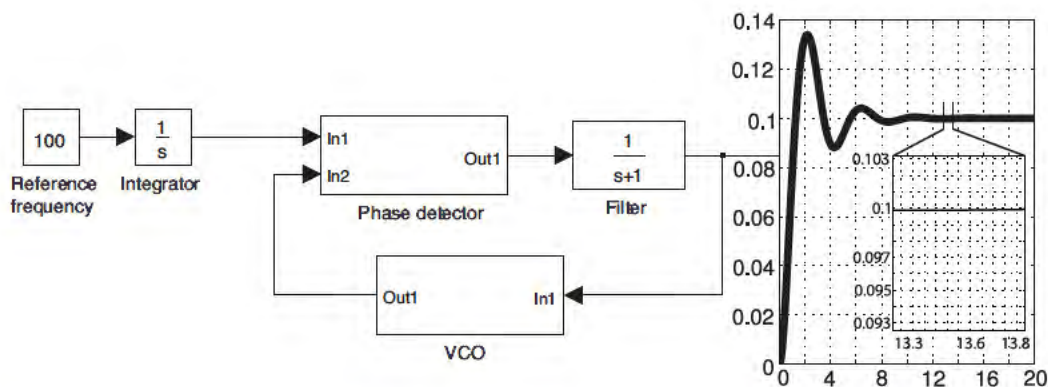 100
Reference
frequency
1
s
Integrator
In1
In2
Out1
Phase detector
1
s+1
Filter
Out1
In1
VCO
0.14
0.12
0.1
0.08
0.06
0.04
0.02
0
0 4 8 12 16 20
0.103
0.1
0.097
0.095
0.093
13.3 13.6 13.8